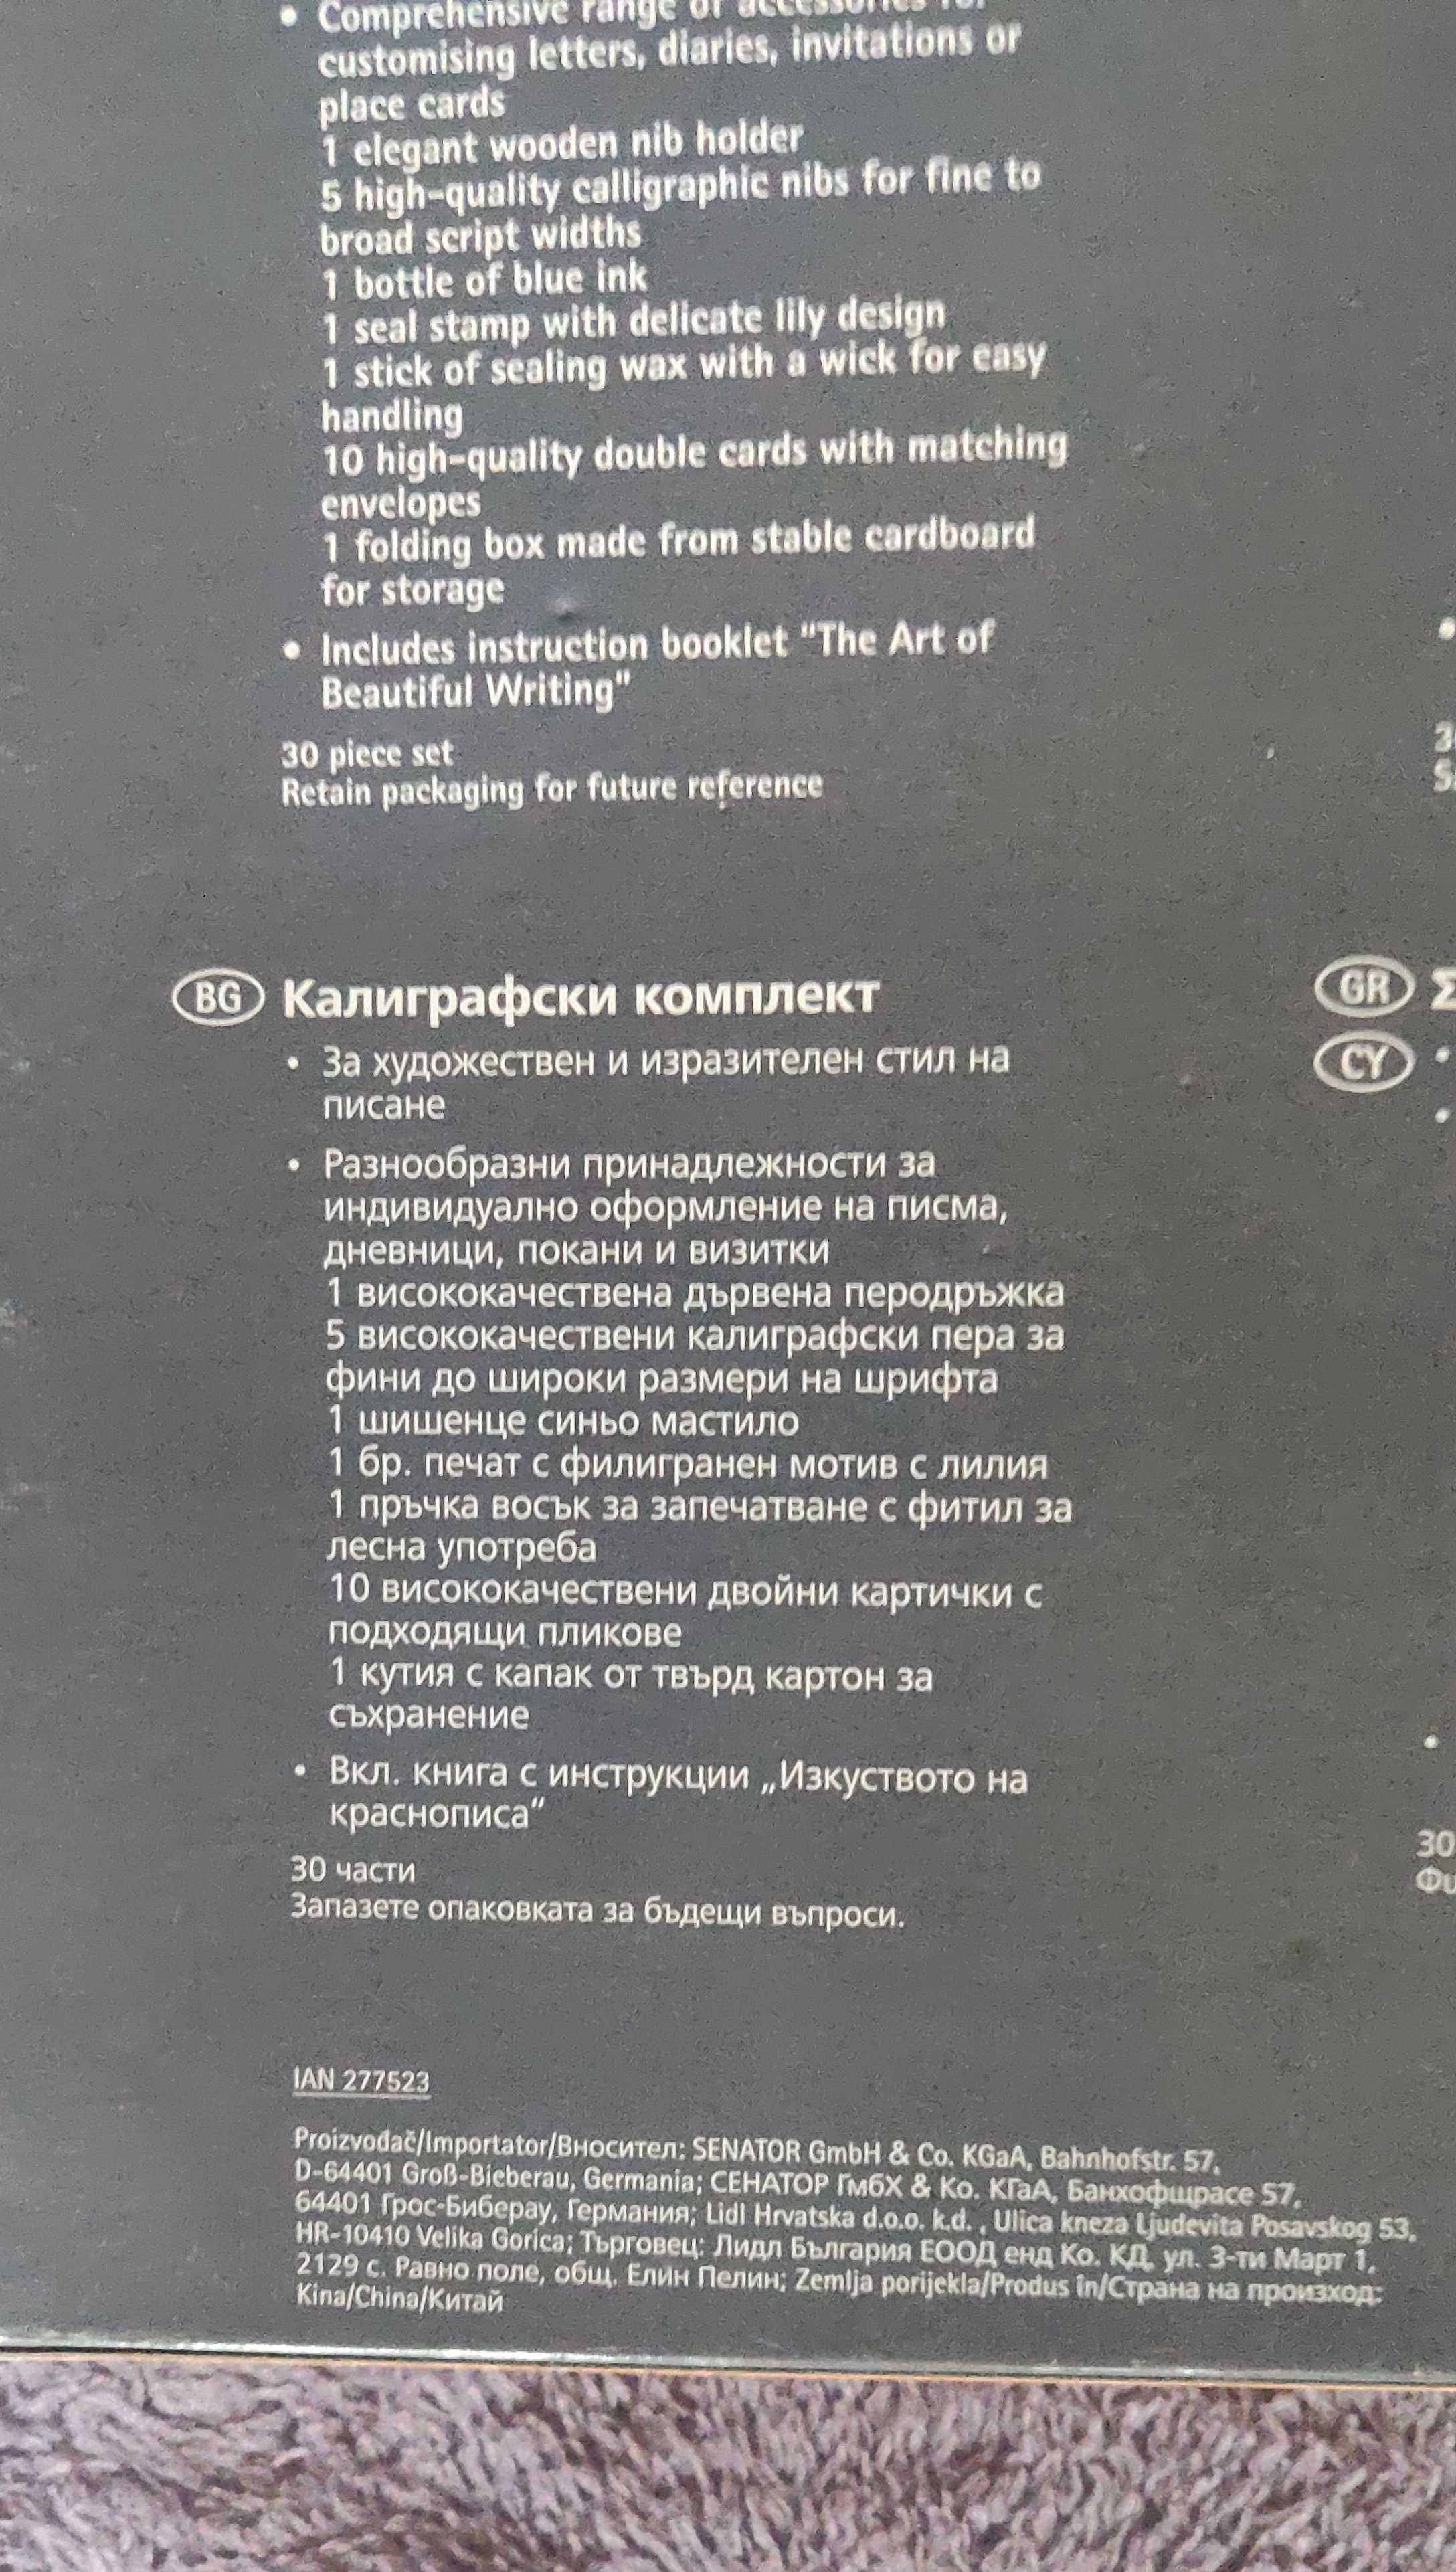 • Comprehensive range of accessories for
customising letters, diaries, invitations or
place cards
1 elegant wooden nib holder
5 high-quality calligraphic nibs for fine to
broad script widths
1 bottle of blue ink
1 seal stamp with delicate lily design
1 stick of sealing wax with a wick for easy
handling
10 high-quality double cards with matching
envelopes
1 folding box made from stable cardboard
for storage
• Includes instruction booklet "The Art of
Beautiful Writing"
30 piece set
Retain packaging for future reference
BG Калиграфски комплект
• За художествен и изразителен стил на
писане
• Разнообразни принадлежности за
индивидуално оформление на писма,
дневници, покани и визитки
1 висококачествена дървена перодръжка
5 висококачествени калиграфски пера за
фини до широки размери на шрифта
1 шишенце синьо мастило
1 бр. печат с филигранен мотив с лилия
1 пръчка восък за запечатване с фитил за
лесна употреба
10 висококачествени двойни картички с
подходящи пликове
1 кутия с капак от твърд картон за
съхранение
• Вкл. книга с инструкции „Изкуството на
краснописа“
30 части
Запазете опаковката за бъдещи въпроси.
IAN 277523
Proizvođač/Importator/Вносител: SENATOR GmbH & Co. KGaA, Bahnhofstr. 57,
D-64401 Groß-Bieberau, Germania; СЕНАТОР ГмбХ & Ко. КГаА, Банхофщрасе 57,
64401 Грос-Биберау, Германия; Lidl Hrvatska d.o.o. k.d. , Ulica kneza Ljudevita Posavskog 53,
HR-10410 Velika Gorica; Търговец: Лидл България ЕООД енд Ко. КД, ул. 3-ти Март 1,
2129 с. Равно поле, общ. Елин Пелин; Zemlja porijekla/Produs în/Страна на произход:
Kina/China/Китай
GR
CY
30